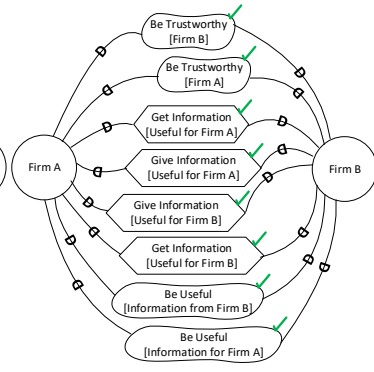 Be Trustworthy
[Firm B]
Be Trustworthy
[Firm A]
Get Information
[Useful for Firm A]
Firm A
Give Information
[Useful for Firm A]
Firm B
Give Information
[Useful for Firm B]
Get Information
[Useful for Firm B]
Be Useful
[Information from Firm B]
Be Useful
[Information for Firm A]